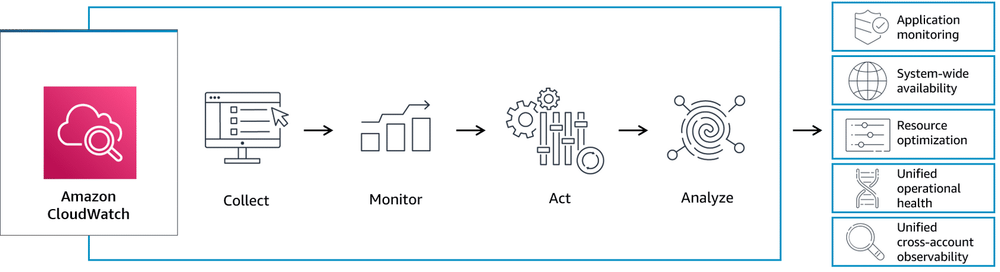 Amazon
CloudWatch
Collect
Monitor
Act
Analyze
Application
monitoring
System-wide
availability
Resource
optimization
Unified
operational
health
Unified
cross-account
observability